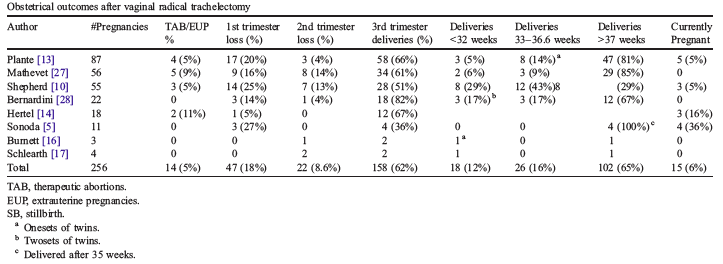 Obstetrical outcomes after vaginal radical trachelectomy
Author #Pregnancies TAB/EUP 1st trimester 2nd trimester 3rd trimester Deliveries Deliveries Deliveries Currently
% loss (%) loss (%) deliveries (%) <32 weeks 33–36.6 weeks >37 weeks Pregnant
Plante [13] 87 4 (5%) 17 (20%) 3 (4%) 58 (66%) 3 (5%) 8 (14%)a 47 (81%) 5 (5%)
Mathevet [27] 56 5 (9%) 9 (16%) 8 (14%) 34 (61%) 2 (6%) 3 (9%) 29 (85%) 0
Shepherd [10] 55 3 (5%) 14 (25%) 7 (13%) 28 (51%) 8 (29%) 12 (43%)8 (29%) 3 (5%)
Bernardini [28] 22 0 3 (14%) 1 (4%) 18 (82%) 3 (17%)b 3 (17%) 12 (67%) 0
Hertel [14] 18 2 (11%) 1 (5%) 0 12 (67%) 3 (16%)
Sonoda [5] 11 0 3 (27%) 0 4 (36%) 0 0 4 (100%)c 4 (36%)
Burnett [16] 3 0 0 1 2 1a 0 1 0
Schlearth [17] 4 0 0 2 2 1 0 1 0
Total 256 14 (5%) 47 (18%) 22 (8.6%) 158 (62%) 18 (12%) 26 (16%) 102 (65%) 15 (6%)
TAB, therapeutic abortions.
EUP, extrauterine pregnancies.
SB, stillbirth.
a Onesets of twins.
b Twosets of twins.
c Delivered after 35 weeks.